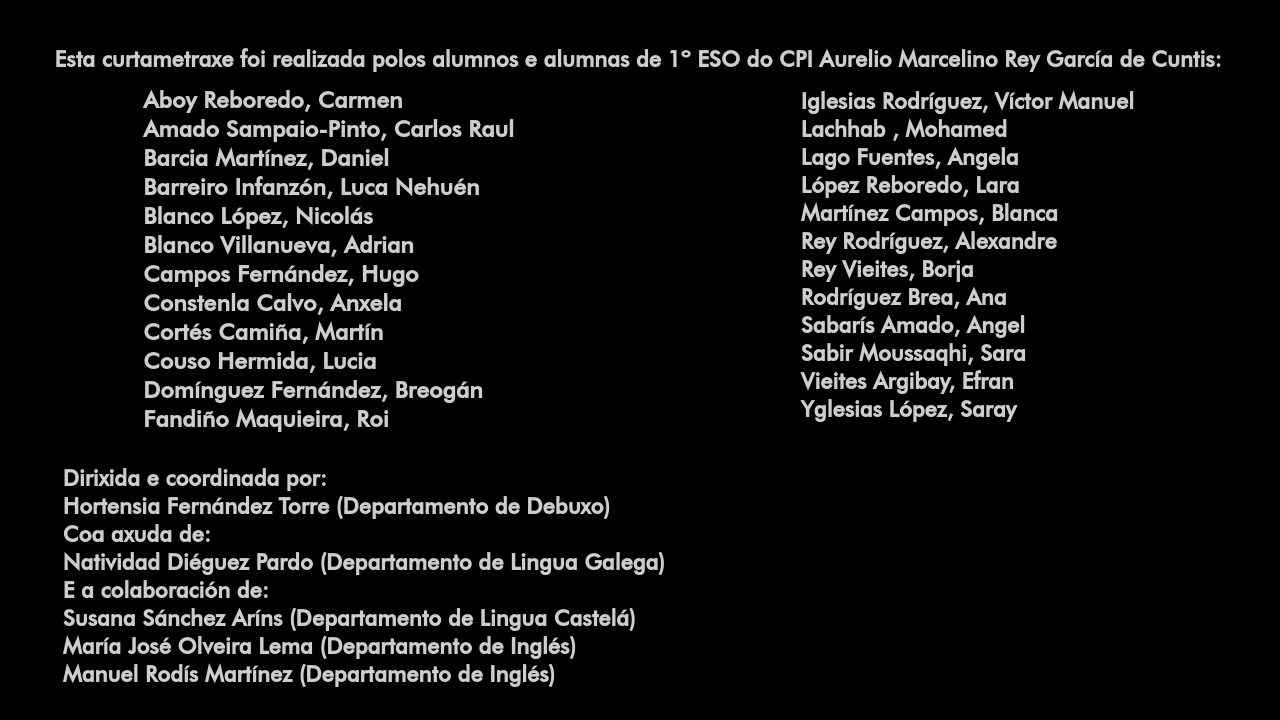 Esta curtametraxe foi realizada polos alumnos e alumnas de 1º ESO do CPI Aurelio Marcelino Rey García de Cuntis:
Aboy Reboredo, Carmen
Amado Sampaio-Pinto, Carlos Raul
Barcia Martínez, Daniel
Barreiro Infanzón, Luca Nehuén
Blanco López, Nicolás
Blanco Villanueva, Adrian
Campos Fernández, Hugo
Constenla Calvo, Anxela
Cortés Camiña, Martín
Couso Hermida, Lucia
Domínguez Fernández, Breogán
Fandiño Maquieira, Roi
Iglesias Rodríguez, Víctor Manuel
Lachhab , Mohamed
Lago Fuentes, Angela
López Reboredo, Lara
Martínez Campos, Blanca
Rey Rodríguez, Alexandre
Rey Vieites, Borja
Rodríguez Brea, Ana
Sabarís Amado, Angel
Sabir Moussaqhi, Sara
Vieites Argibay, Efran
Yglesias López, Saray
Dirixida e coordinada por:
Hortensia Fernández Torre (Departamento de Debuxo)
Coa axuda de:
Natividad Diéguez Pardo (Departamento de Lingua Galega)
E a colaboración de:
Susana Sánchez Aríns (Departamento de Lingua Castelá)
María José Olveira Lema (Departamento de Inglés)
Manuel Rodís Martínez (Departamento de Inglés)